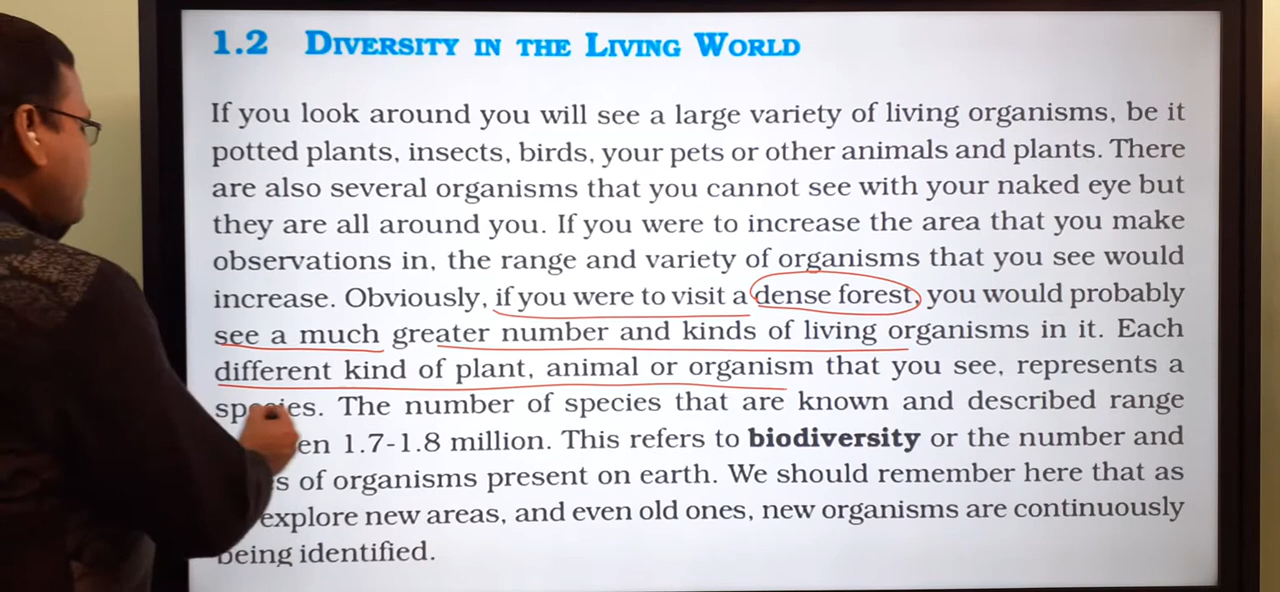 1.2 DIVERSITY IN THE LIVING WORLD
If you look around you will see a large variety of living organisms, be it
potted plants, insects, birds, your pets or other animals and plants. There
are also several organisms that you cannot see with your naked eye but
they are all around you. If you were to increase the area that you make
observations in, the range and variety of organisms that you see would
increase. Obviously, if you were to visit a dense forest, you would probably
see a much greater number and kinds of living organisms in it. Each
different kind of plant, animal or organism that you see, represents a
species. The number of species that are known and described range
1.7-1.8 million. This refers to biodiversity or the number and
of organisms present on earth. We should remember here that as
explore new areas, and even old ones, new organisms are continuously
being identified.